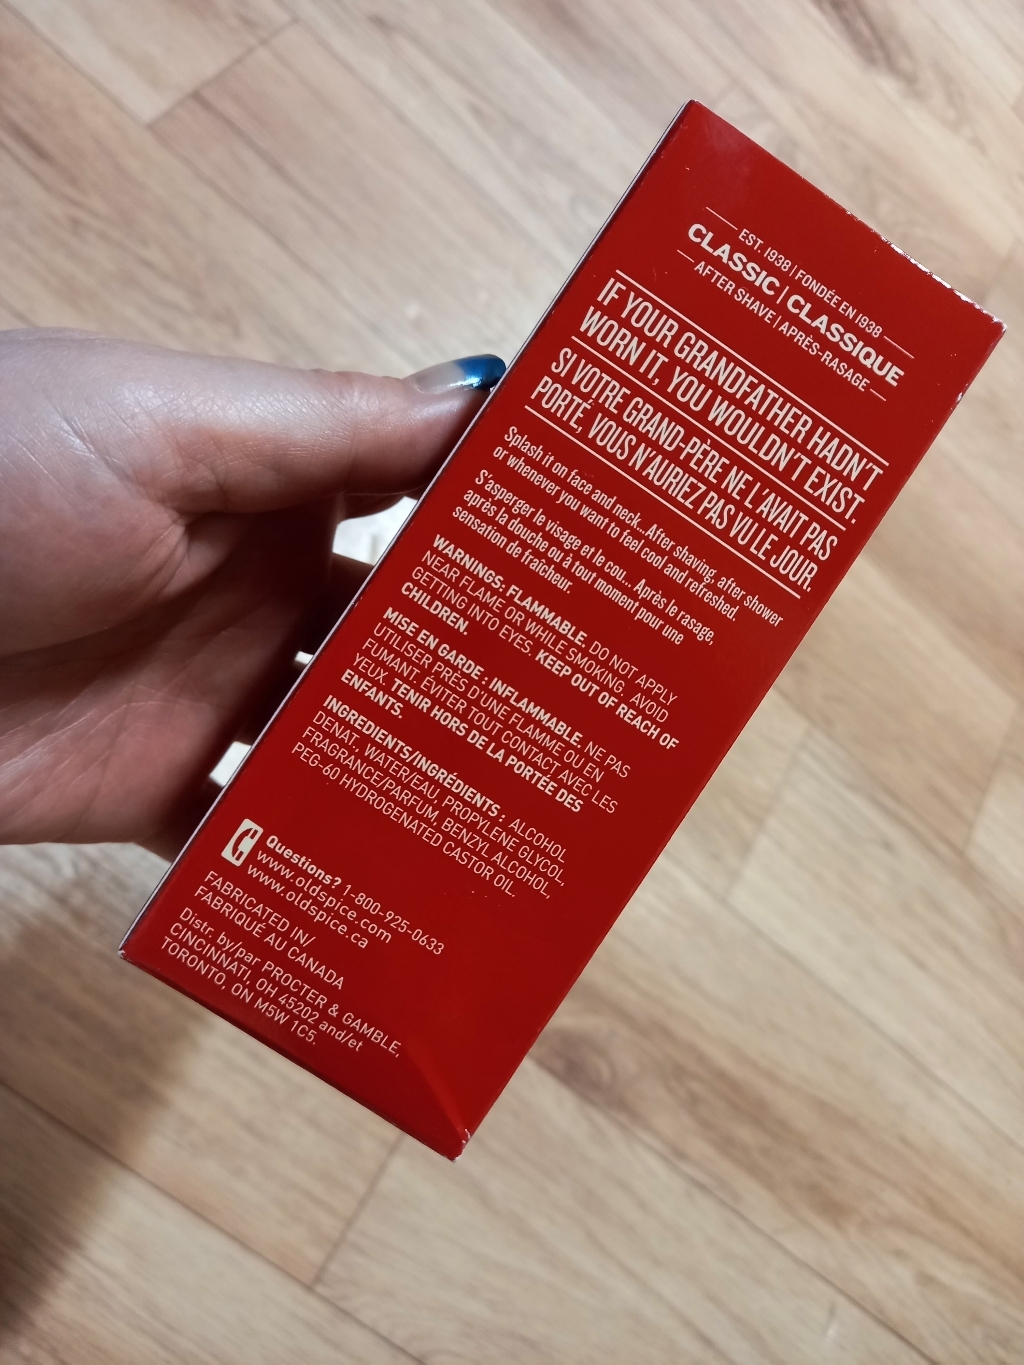 EST. 1938 | FONDÉE EN 1938
CLASSIC | CLASSIQUE
AFTER SHAVE | APRÈS-RASAGE
IF YOUR GRANDFATHER HADN'T
WORN IT, YOU WOULDN'T EXIST.
SI VOTRE GRAND-PÈRE NE L'AVAIT PAS
PORTÉ, VOUS N'AURIEZ PAS VU LE JOUR.
Splash it on face and neck...After shaving, after shower
or whenever you want to feel cool and refreshed.
S'asperger le visage et le cou... Après le rasage,
après la douche ou à tout moment pour une
sensation de fraîcheur.
WARNINGS: FLAMMABLE. DO NOT APPLY
NEAR FLAME OR WHILE SMOKING. AVOID
GETTING INTO EYES. KEEP OUT OF REACH OF
CHILDREN.
MISE EN GARDE : INFLAMMABLE. NE PAS
UTILISER PRÈS D'UNE FLAMME OU EN
FUMANT. ÉVITER TOUT CONTACT AVEC LES
YEUX. TENIR HORS DE LA PORTÉE DES
ENFANTS.
INGREDIENTS/INGRÉDIENTS : ALCOHOL
DENAT., WATER/EAU, PROPYLENE GLYCOL,
FRAGRANCE/PARFUM, BENZYL ALCOHOL,
PEG-60 HYDROGENATED CASTOR OIL.
Questions? 1-800-925-0633
www.oldspice.com
www.oldspice.ca
FABRICATED IN/
FABRIQUÉ AU CANADA
Distr. by/par PROCTER & GAMBLE,
CINCINNATI, OH 45202 and/et
TORONTO, ON M5W 1C5.